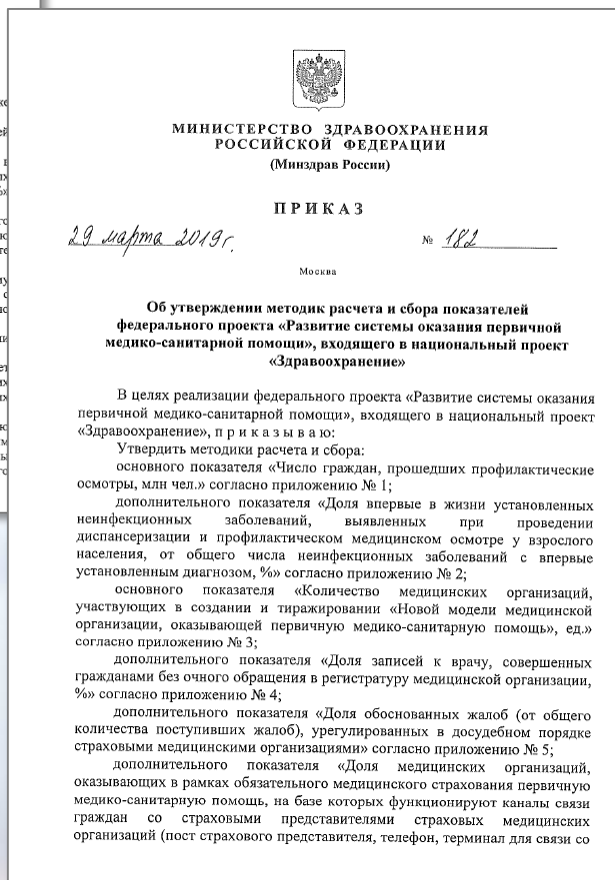 МИНИСТЕРСТВО ЗДРАВООХРАНЕНИЯ
РОССИЙСКОЙ ФЕДЕРАЦИИ
(Минздрав России)
ПРИКАЗ
29 марта 2019г.
№ 182
Москва
Об утверждении методик расчета и сбора показателей
федерального проекта «Развитие системы оказания первичной
медико-санитарной помощи», входящего в национальный проект
«Здравоохранение»
В целях реализации федерального проекта «Развитие системы оказания
первичной медико-санитарной помощи», входящего в национальный проект
«Здравоохранение», п р и к а з ы в а ю:
Утвердить методики расчета и сбора:
основного показателя «Число граждан, прошедших профилактические
осмотры, млн чел.» согласно приложению № 1;
дополнительного показателя «Доля впервые в жизни установленных
неинфекционных заболеваний, выявленных при проведении
диспансеризации и профилактическом медицинском осмотре у взрослого
населения, от общего числа неинфекционных заболеваний с впервые
установленным диагнозом, %» согласно приложению № 2;
основного показателя «Количество медицинских организаций,
участвующих в создании и тиражировании «Новой модели медицинской
организации, оказывающей первичную медико-санитарную помощь», ед.»
согласно приложению № 3;
дополнительного показателя «Доля записей к врачу, совершенных
гражданами без очного обращения в регистратуру медицинской организации,
%» согласно приложению № 4;
дополнительного показателя «Доля обоснованных жалоб (от общего
количества поступивших жалоб), урегулированных в досудебном порядке
страховыми медицинскими организациями» согласно приложению № 5;
дополнительного показателя «Доля медицинских организаций,
оказывающих в рамках обязательного медицинского страхования первичную
медико-санитарную помощь, на базе которых функционируют каналы связи
граждан со страховыми представителями страховых медицинских
организаций (пост страхового представителя, телефон, терминал для связи со